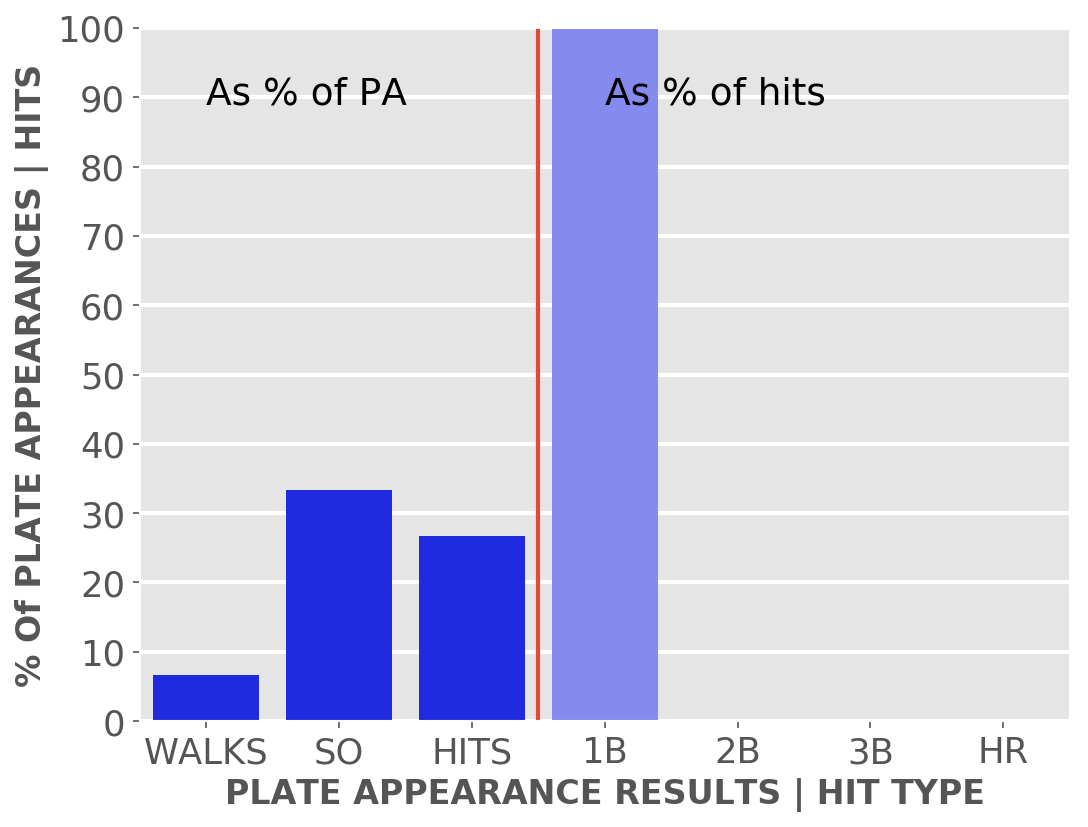 100
90
80
70
60
50
40
30
20
10
0
% Of PLATE APPEARANCES | HITS
As % of PA
As % of hits
WALKS SO HITS 1B 2B 3B HR
PLATE APPEARANCE RESULTS | HIT TYPE